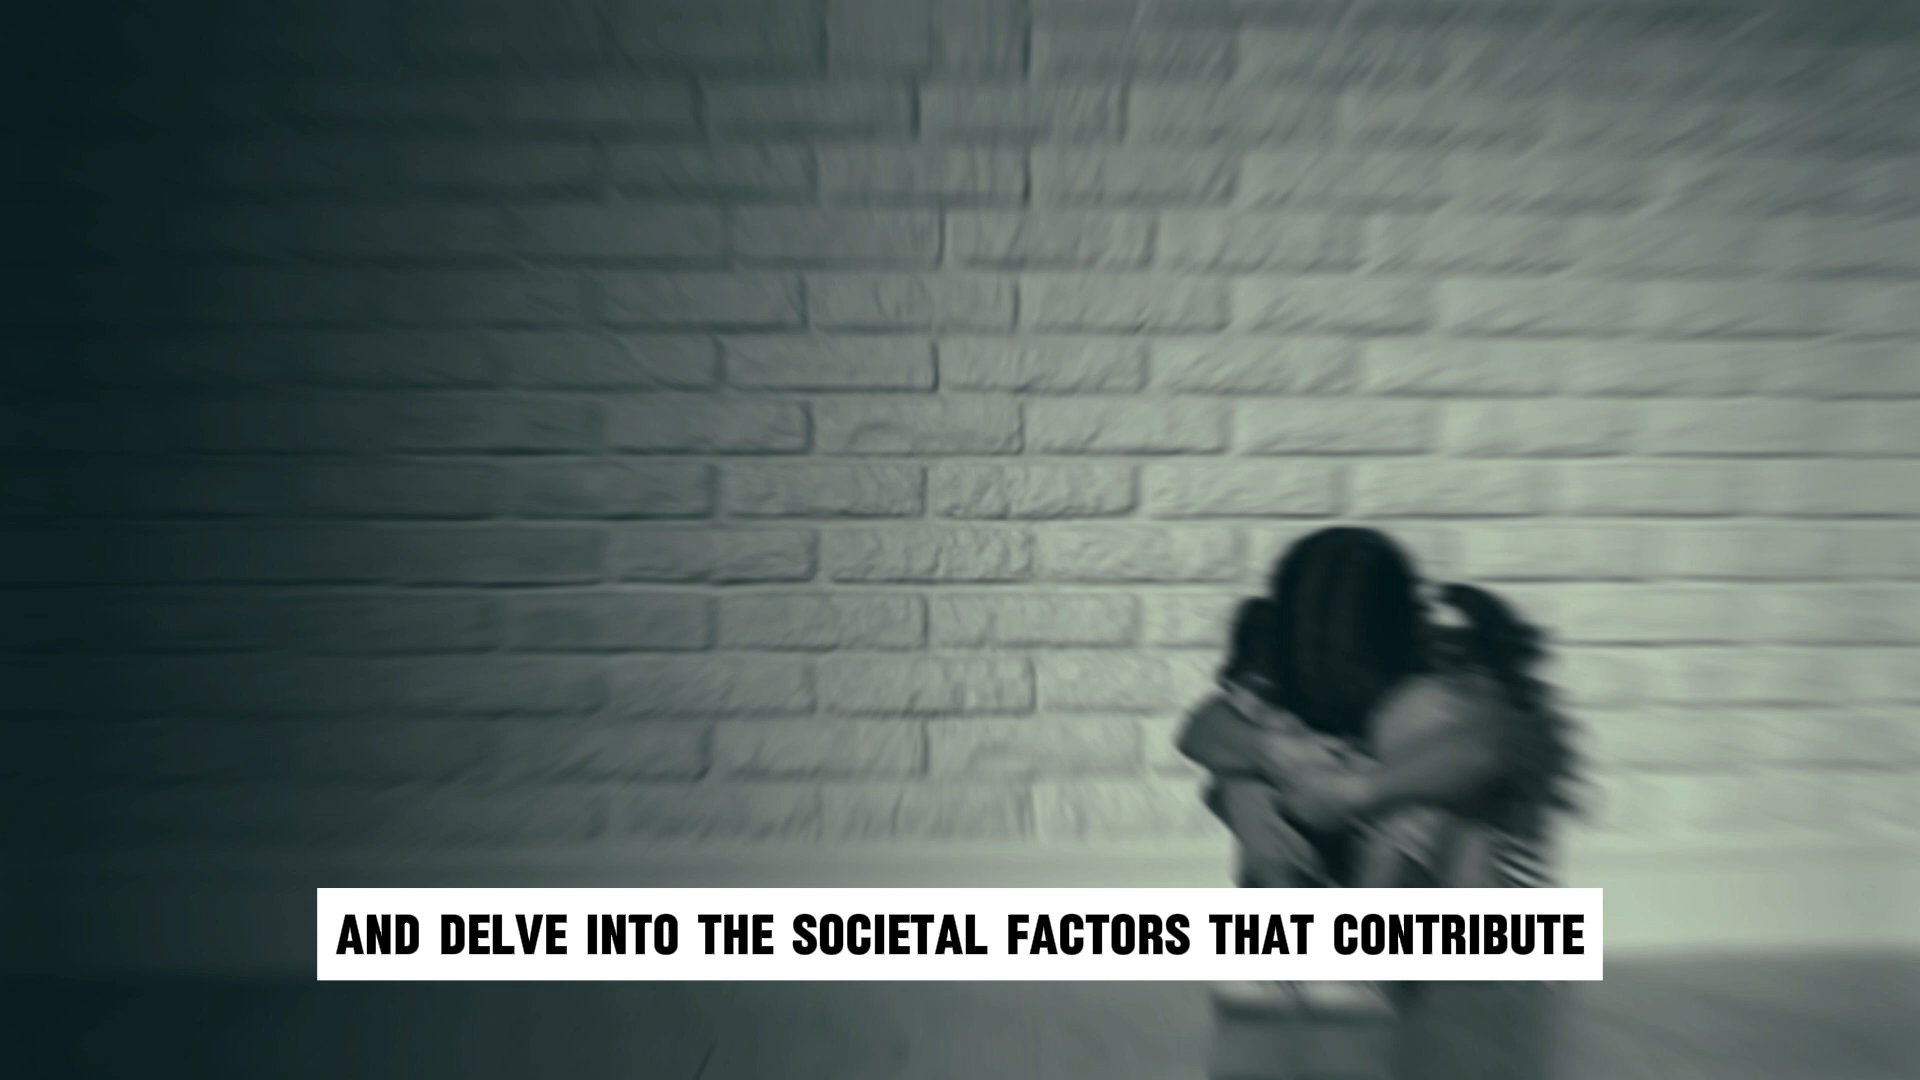 AND DELVE INTO THE SOCIETAL FACTORS THAT CONTRIBUTE